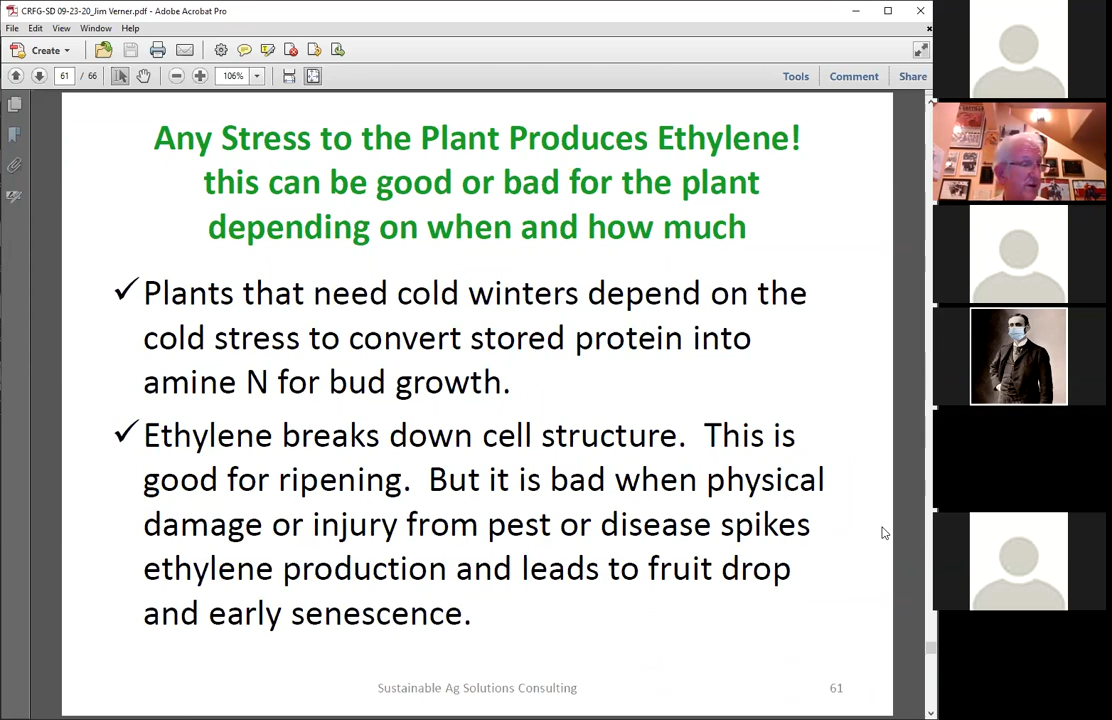 CRFG-SD 09-23-20_Jim Verner.pdf - Adobe Acrobat Pro
File Edit View Window Help
Create
61 / 66 106% Tools Comment Share
Any Stress to the Plant Produces Ethylene!
this can be good or bad for the plant
depending on when and how much
✓ Plants that need cold winters depend on the
cold stress to convert stored protein into
amine N for bud growth.
✓ Ethylene breaks down cell structure. This is
good for ripening. But it is bad when physical
damage or injury from pest or disease spikes
ethylene production and leads to fruit drop
and early senescence.
Sustainable Ag Solutions Consulting 61